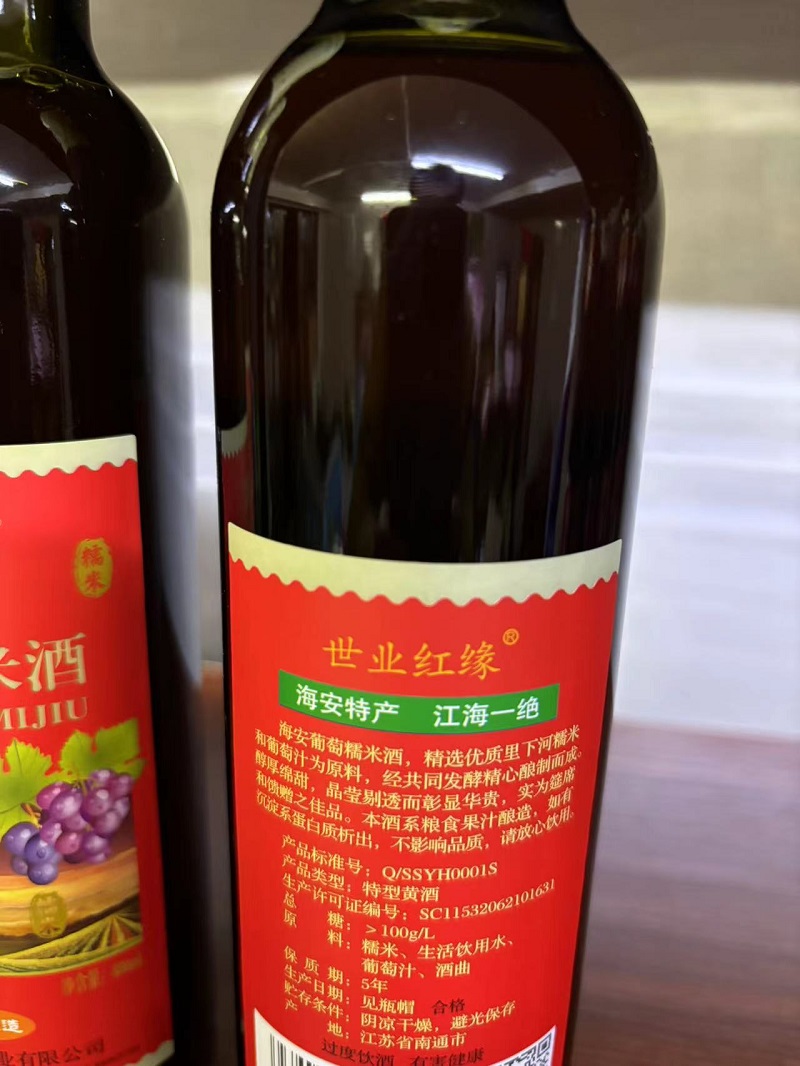 糯米
米酒
MIJIU
造
业有限公司
世业红缘®
海安特产 江海一绝
海安葡萄糯米酒，精选优质里下河糯米
和葡萄汁为原料，经共同发酵精心酿制而成。
醇厚绵甜，晶莹剔透而彰显华贵，实为筵席
和馈赠之佳品。本酒系粮食果汁酿造，如有
沉淀系蛋白质析出，不影响品质，请放心饮用。
产品标准号：Q/SSYH0001S
产品类型：特型黄酒
生产许可证编号：SC11532062101631
总 糖：＞100g/L
原 料：糯米、生活饮用水、
葡萄汁、酒曲
保 质 期：5年
生产日期：见瓶帽 合格
贮存条件：阴凉干燥，避光保存
产 地：江苏省南通市
过度饮酒 有害健康